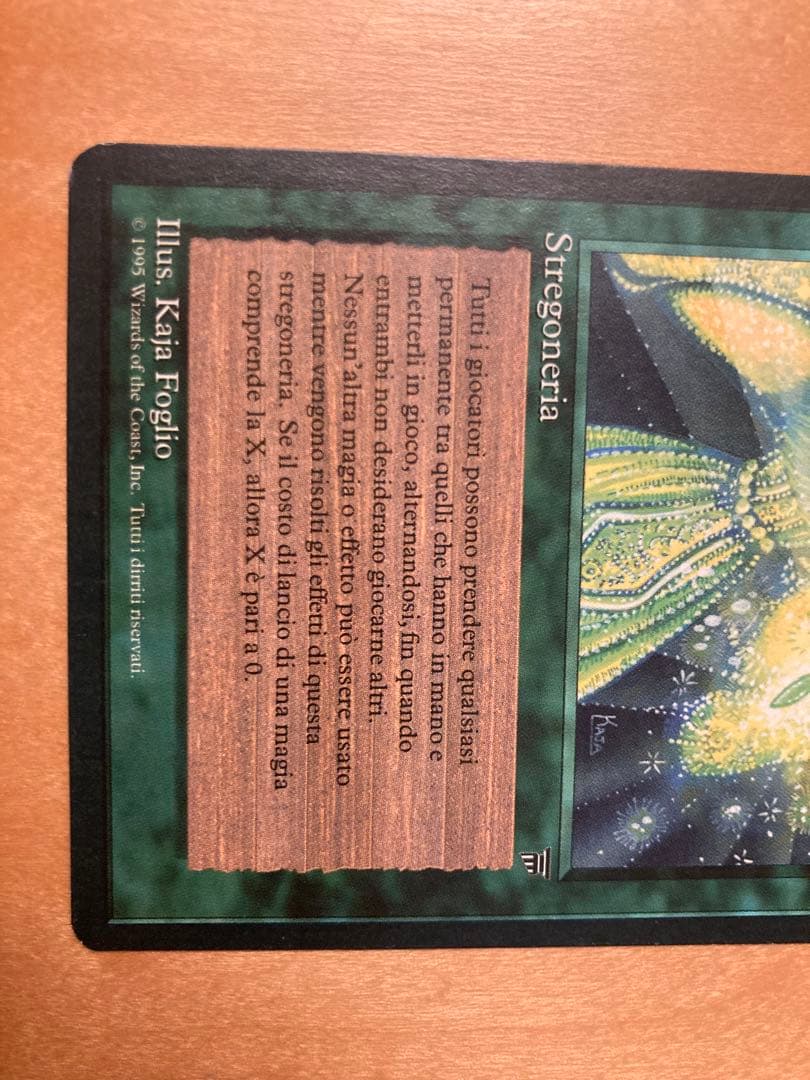 KAJA
Stregoneria
Tutti i giocatori possono prendere qualsiasi
permanente tra quelli che hanno in mano e
metterli in gioco, alternandosi, fin quando
entrambi non desiderano giocarne altri.
Nessun'altra magia o effetto può essere usato
mentre vengono risolti gli effetti di questa
stregoneria. Se il costo di lancio di una magia
comprende la X, allora X è pari a 0.
Illus. Kaja Foglio
© 1995 Wizards of the Coast, Inc. Tutti i dirriti riservati.